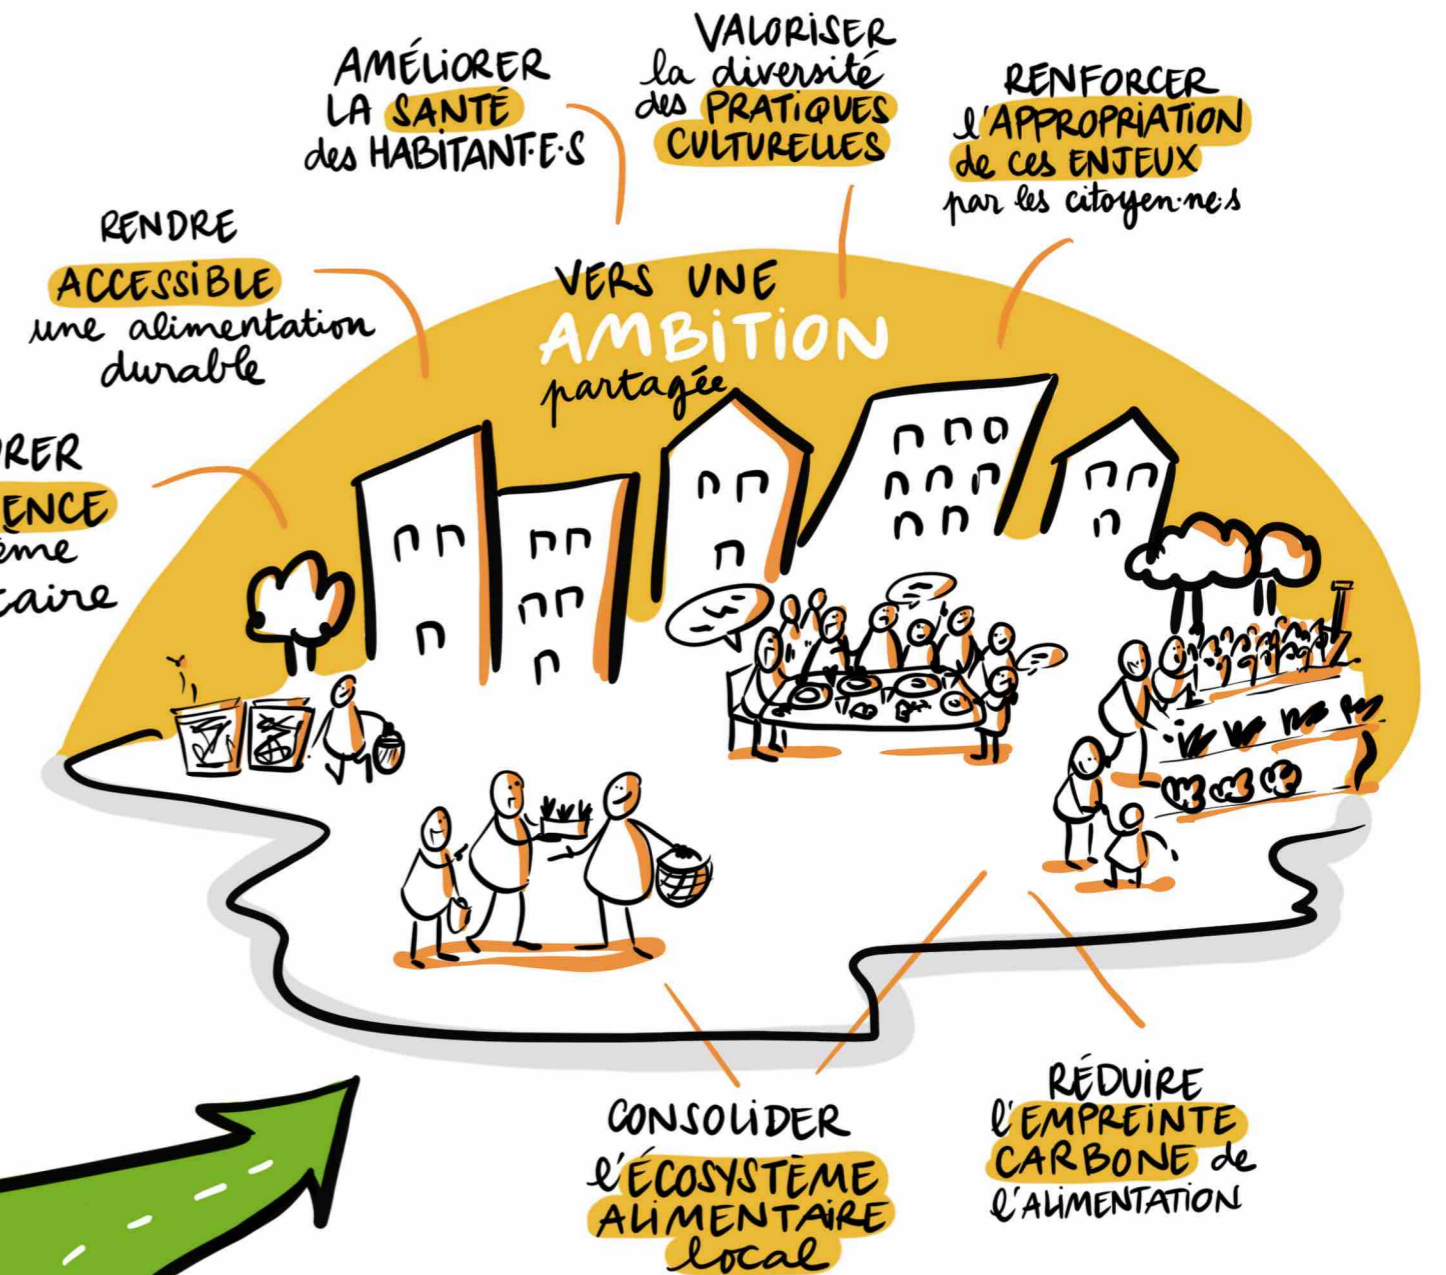 AMÉLIORER
LA SANTÉ
des HABITANT·E·S
VALORISER
la diversité
des PRATIQUES
CULTURELLES
RENFORCER
l'APPROPRIATION
de ces ENJEUX
par les citoyen·ne·s
RENDRE
ACCESSIBLE
une alimentation
durable
VERS UNE
AMBITION
partagée
RER
ENCE
ème
taire
CONSOLIDER
l'ÉCOSYSTÈME
ALIMENTAIRE
local
RÉDUIRE
l'EMPREINTE
CARBONE de
l'ALIMENTATION